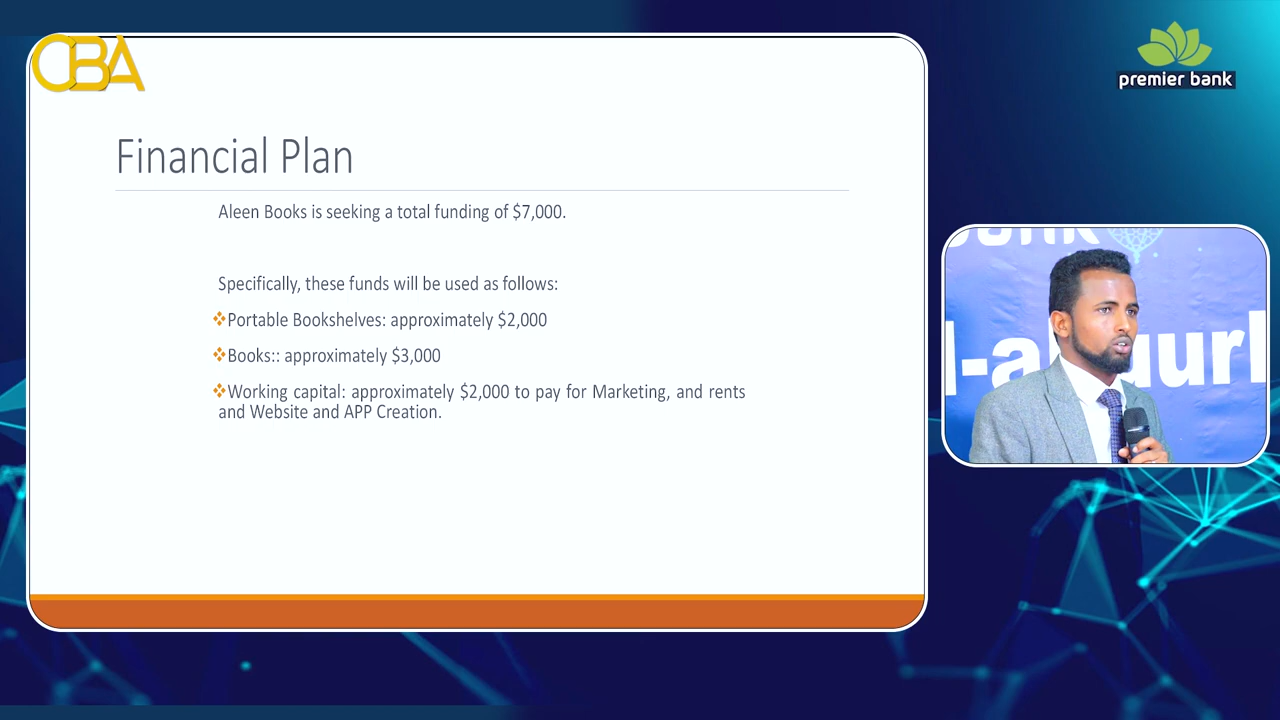 CBA
premier bank
Financial Plan
Aleen Books is seeking a total funding of $7,000.
Specifically, these funds will be used as follows:
❖Portable Bookshelves: approximately $2,000
❖Books:: approximately $3,000
❖Working capital: approximately $2,000 to pay for Marketing, and rents
and Website and APP Creation.